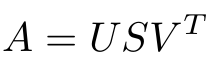 A = USV^T